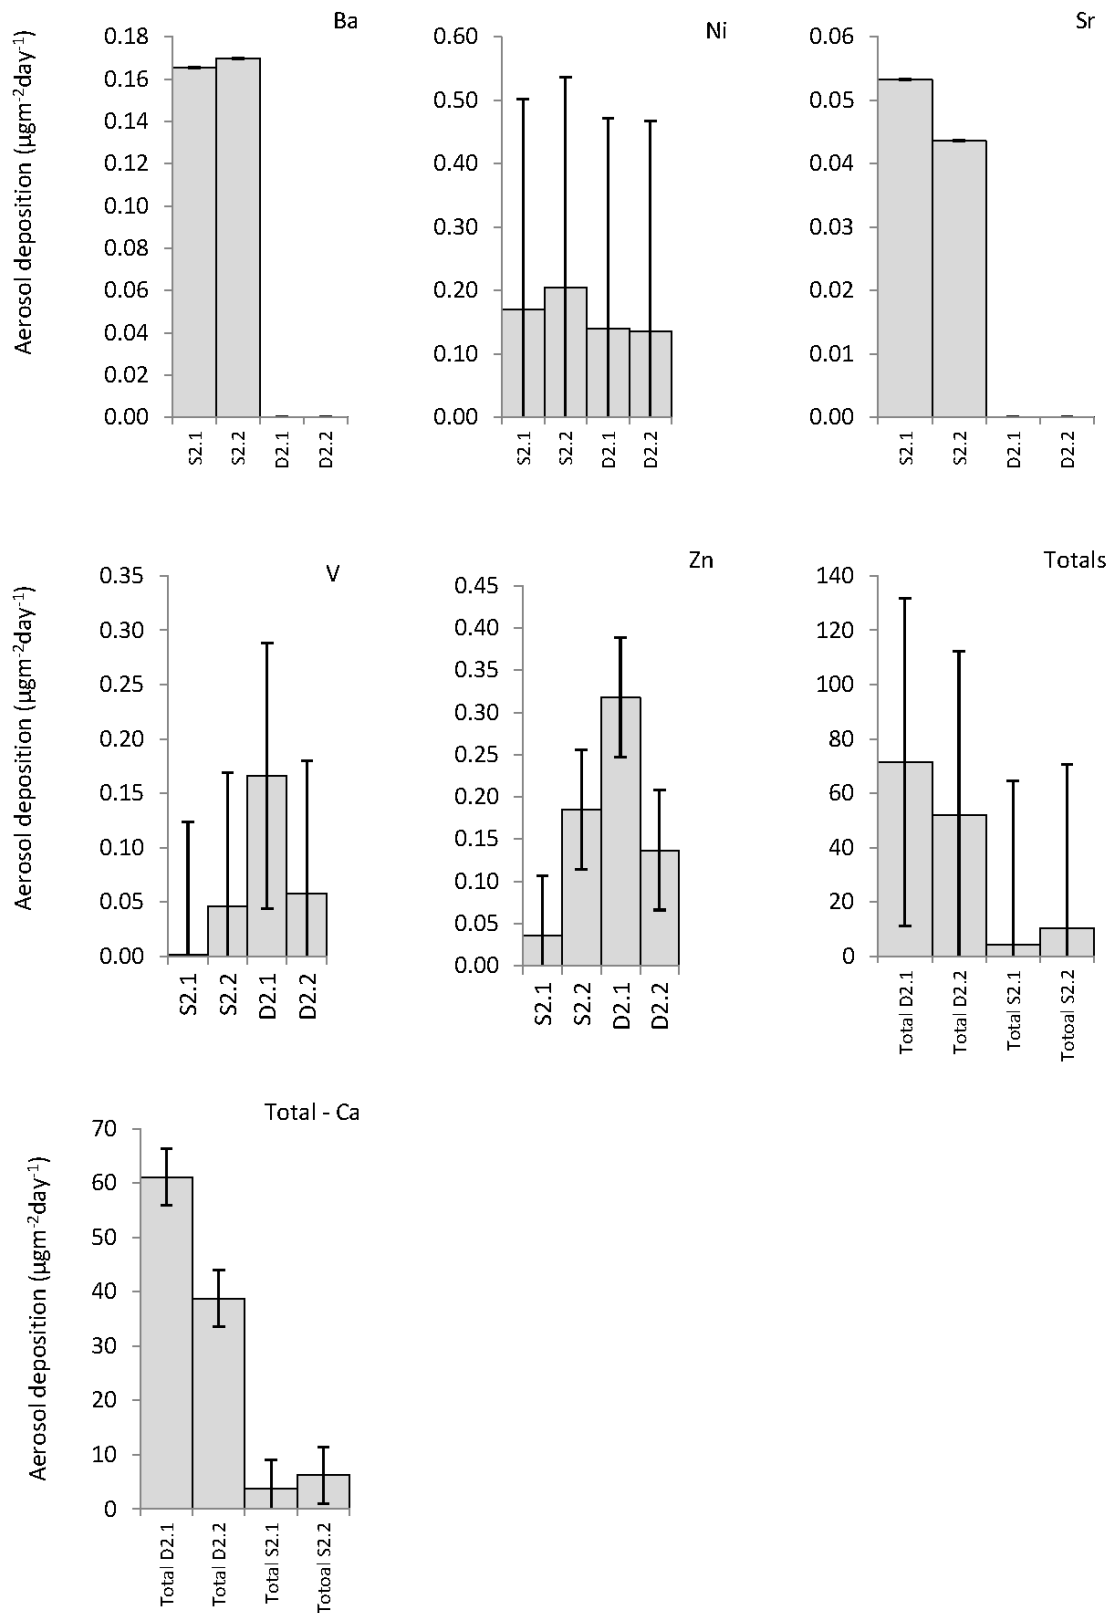 Ba
Aerosol deposition (µgm-2day-1)
0.18
0.16
0.14
0.12
0.10
0.08
0.06
0.04
0.02
0.00
S2.1
S2.2
D2.1
D2.2
Ni
0.60
0.50
0.40
0.30
0.20
0.10
0.00
S2.1
S2.2
D2.1
D2.2
Sr
0.06
0.05
0.04
0.03
0.02
0.01
0.00
S2.1
S2.2
D2.1
D2.2
V
Aerosol deposition (µgm-2day-1)
0.35
0.30
0.25
0.20
0.15
0.10
0.05
0.00
S2.1
S2.2
D2.1
D2.2
Zn
0.45
0.40
0.35
0.30
0.25
0.20
0.15
0.10
0.05
0.00
S2.1
S2.2
D2.1
D2.2
Totals
140
120
100
80
60
40
20
0
Total D2.1
Total D2.2
Total S2.1
Totoal S2.2
Total - Ca
Aerosol deposition (µgm-2day-1)
70
60
50
40
30
20
10
0
Total D2.1
Total D2.2
Total S2.1
Totoal S2.2